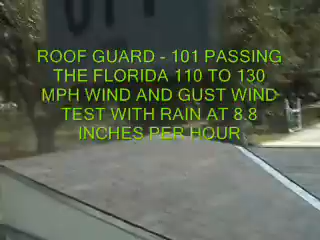 ROOF GUARD - 101 PASSING
THE FLORIDA 110 TO 130
MPH WIND AND GUST WIND
TEST WITH RAIN AT 8.8
INCHES PER HOUR